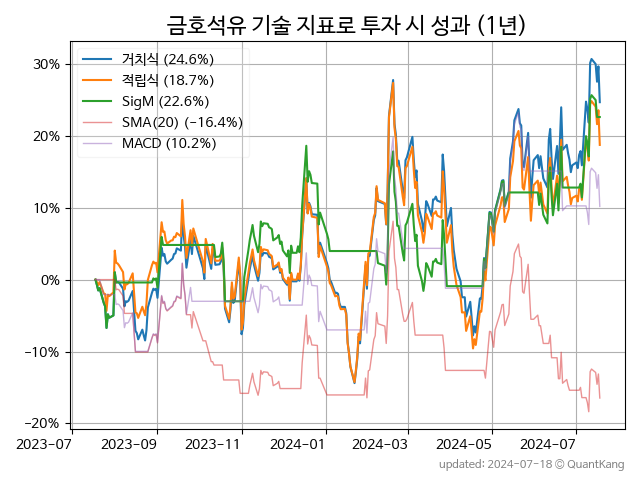 금호석유 기술 지표로 투자 시 성과 (1년)
거치식 (24.6%)
적립식 (18.7%)
SigM (22.6%)
SMA(20) (−16.4%)
MACD (10.2%)
30%
20%
10%
0%
−10%
−20%
2023-07 2023-09 2023-11 2024-01 2024-03 2024-05 2024-07
updated: 2024-07-18 @ QuantKang